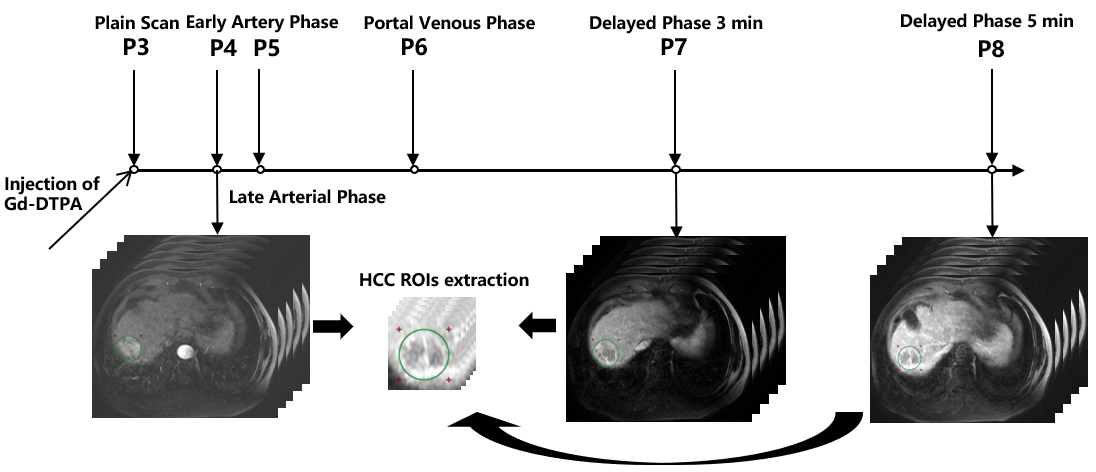 Plain Scan Early Artery Phase Portal Venous Phase Delayed Phase 3 min Delayed Phase 5 min
P3 P4 P5 P6 P7 P8
Injection of
Gd-DTPA
Late Arterial Phase
HCC ROIs extraction